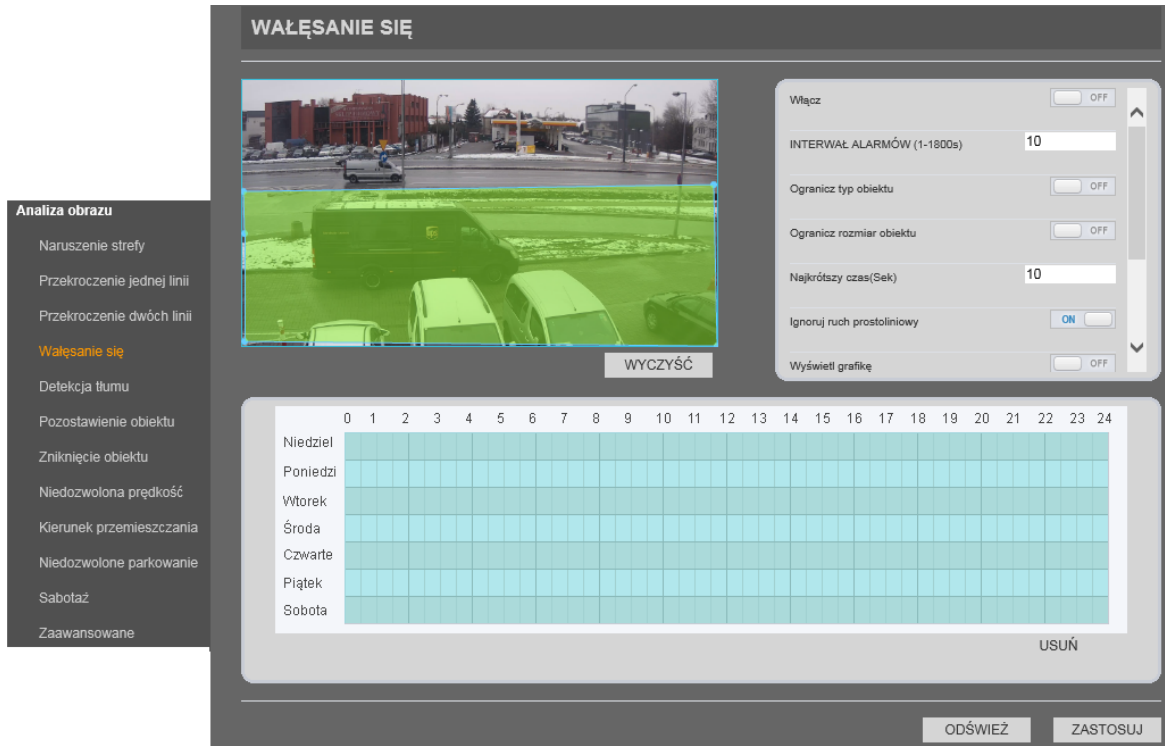 WAŁĘSANIE SIĘ
Analiza obrazu
Naruszenie strefy
Przekroczenie jednej linii
Przekroczenie dwóch linii
Wałęsanie się
Detekcja tłumu
Pozostawienie obiektu
Zniknięcie obiektu
Niedozwolona prędkość
Kierunek przemieszczania
Niedozwolone parkowanie
Sabotaż
Zaawansowane
ups
WYCZYŚĆ
Włącz OFF
INTERWAŁ ALARMÓW (1-1800s) 10
Ogranicz typ obiektu OFF
Ogranicz rozmiar obiektu OFF
Najkrótszy czas(Sek) 10
Ignoruj ruch prostoliniowy ON
Wyświetl grafikę OFF
0 1 2 3 4 5 6 7 8 9 10 11 12 13 14 15 16 17 18 19 20 21 22 23 24
Niedziel
Poniedzi
Wtorek
Środa
Czwarte
Piątek
Sobota
USUŃ
ODŚWIEŻ ZASTOSUJ